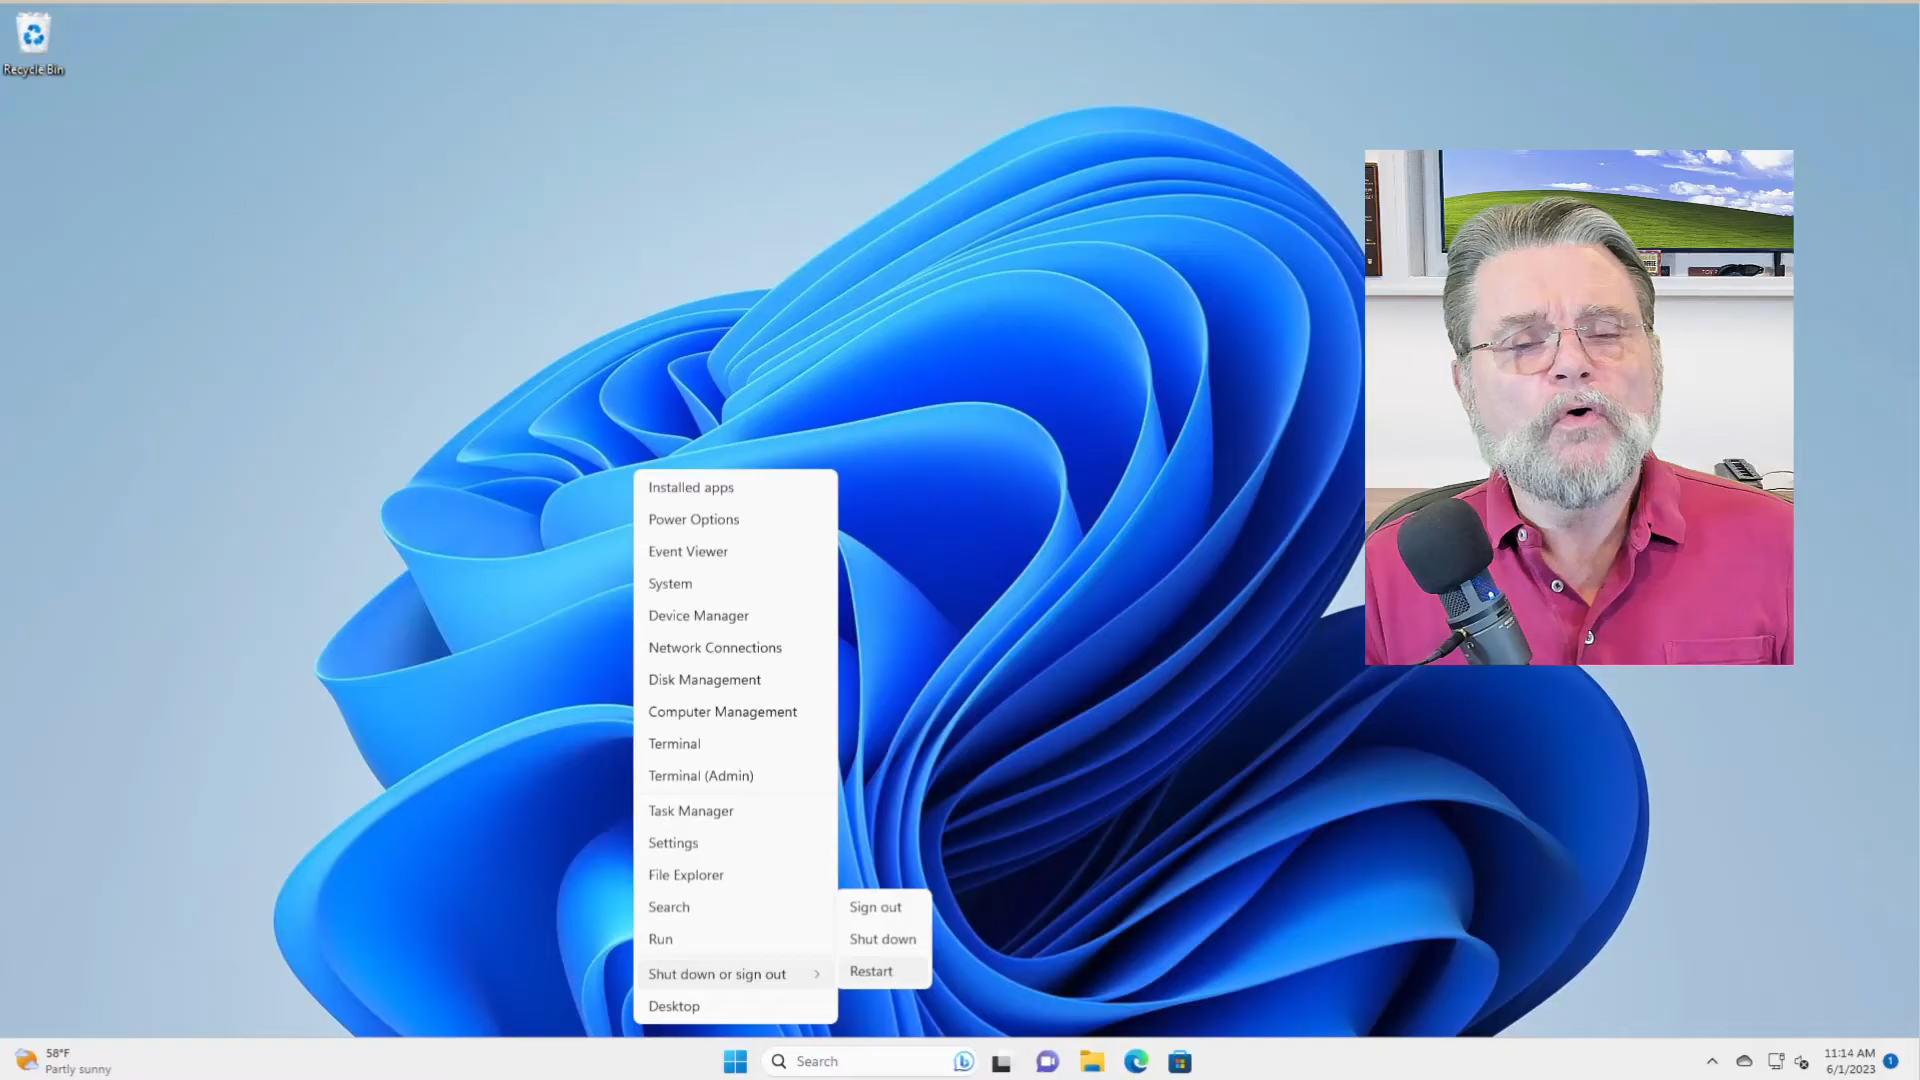 Recycle Bin
Installed apps
Power Options
Event Viewer
System
Device Manager
Network Connections
Disk Management
Computer Management
Terminal
Terminal (Admin)
Task Manager
Settings
File Explorer
Search
Run
Shut down or sign out
Desktop
Sign out
Shut down
Restart
58°F
Partly sunny
Search
11:14 AM
6/1/2023
1